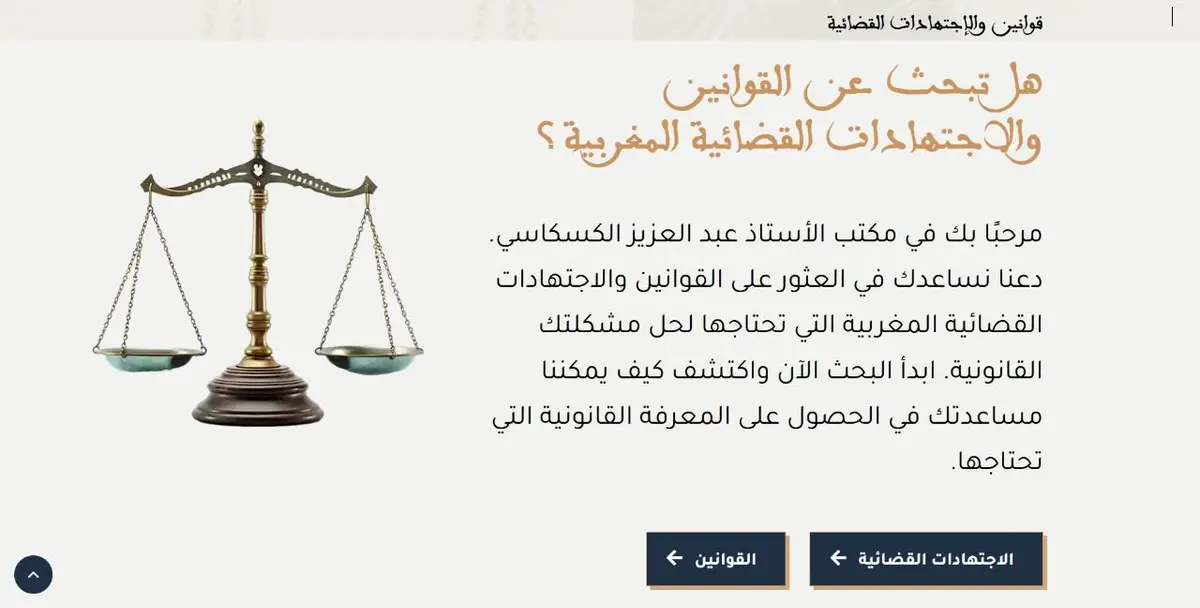 قوانين والإجتهادات القضائية
هل تبحث عن القوانين
والاجتهادات القضائية المغربية ؟
مرحبًا بك في مكتب الأستاذ عبد العزيز الكسكاسي.
دعنا نساعدك في العثور على القوانين والاجتهادات
القضائية المغربية التي تحتاجها لحل مشكلتك
القانونية. ابدأ البحث الآن واكتشف كيف يمكننا
مساعدتك في الحصول على المعرفة القانونية التي
تحتاجها.
الاجتهادات القضائية
القوانين